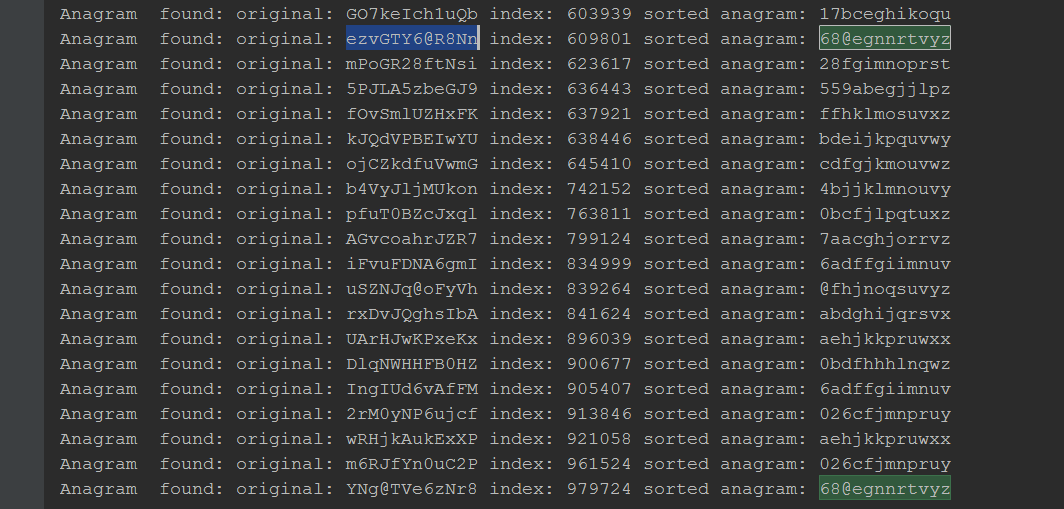 Anagram  found: original: GO7keIch1uQb index: 603939 sorted anagram: 17bceghikoqu
Anagram  found: original: ezvGTY6@R8Nn index: 609801 sorted anagram: 68@egnnrtvyz
Anagram  found: original: mPoGR28ftNsi index: 623617 sorted anagram: 28fgimnoprst
Anagram  found: original: 5PJLA5zbeGJ9 index: 636443 sorted anagram: 559abegjjlpz
Anagram  found: original: fOvSmlUZHxFK index: 637921 sorted anagram: ffhklmosuvxz
Anagram  found: original: kJQdVPBEIwYU index: 638446 sorted anagram: bdeijkpquvwy
Anagram  found: original: ojCZkdfuVwmG index: 645410 sorted anagram: cdfgjkmouvwz
Anagram  found: original: b4VyJljMUkon index: 742152 sorted anagram: 4bjjklmnouvy
Anagram  found: original: pfuT0BZcJxql index: 763811 sorted anagram: 0bcfjlpqtuxz
Anagram  found: original: AGvcoahrJZR7 index: 799124 sorted anagram: 7aacghjorrvz
Anagram  found: original: iFvuFDNA6gmI index: 834999 sorted anagram: 6adffgiimnuv
Anagram  found: original: uSZNJq@oFyVh index: 839264 sorted anagram: @fhjnoqsuvyz
Anagram  found: original: rxDvJQghsIbA index: 841624 sorted anagram: abdghijqrsvx
Anagram  found: original: UArHJwKPxeKx index: 896039 sorted anagram: aehjkkpruwxx
Anagram  found: original: DlqNWHHFB0HZ index: 900677 sorted anagram: 0bdfhhhlnqwz
Anagram  found: original: IngIUd6vAfFM index: 905407 sorted anagram: 6adffgiimnuv
Anagram  found: original: 2rM0yNP6ujcf index: 913846 sorted anagram: 026cfjmnpruy
Anagram  found: original: wRHjkAukExXP index: 921058 sorted anagram: aehjkkpruwxx
Anagram  found: original: m6RJfYn0uC2P index: 961524 sorted anagram: 026cfjmnpruy
Anagram  found: original: YNg@TVe6zNr8 index: 979724 sorted anagram: 68@egnnrtvyz